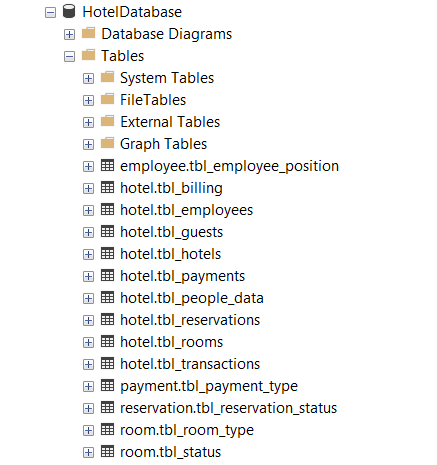 HotelDatabase
Database Diagrams
Tables
System Tables
FileTables
External Tables
Graph Tables
employee.tbl_employee_position
hotel.tbl_billing
hotel.tbl_employees
hotel.tbl_guests
hotel.tbl_hotels
hotel.tbl_payments
hotel.tbl_people_data
hotel.tbl_reservations
hotel.tbl_rooms
hotel.tbl_transactions
payment.tbl_payment_type
reservation.tbl_reservation_status
room.tbl_room_type
room.tbl_status